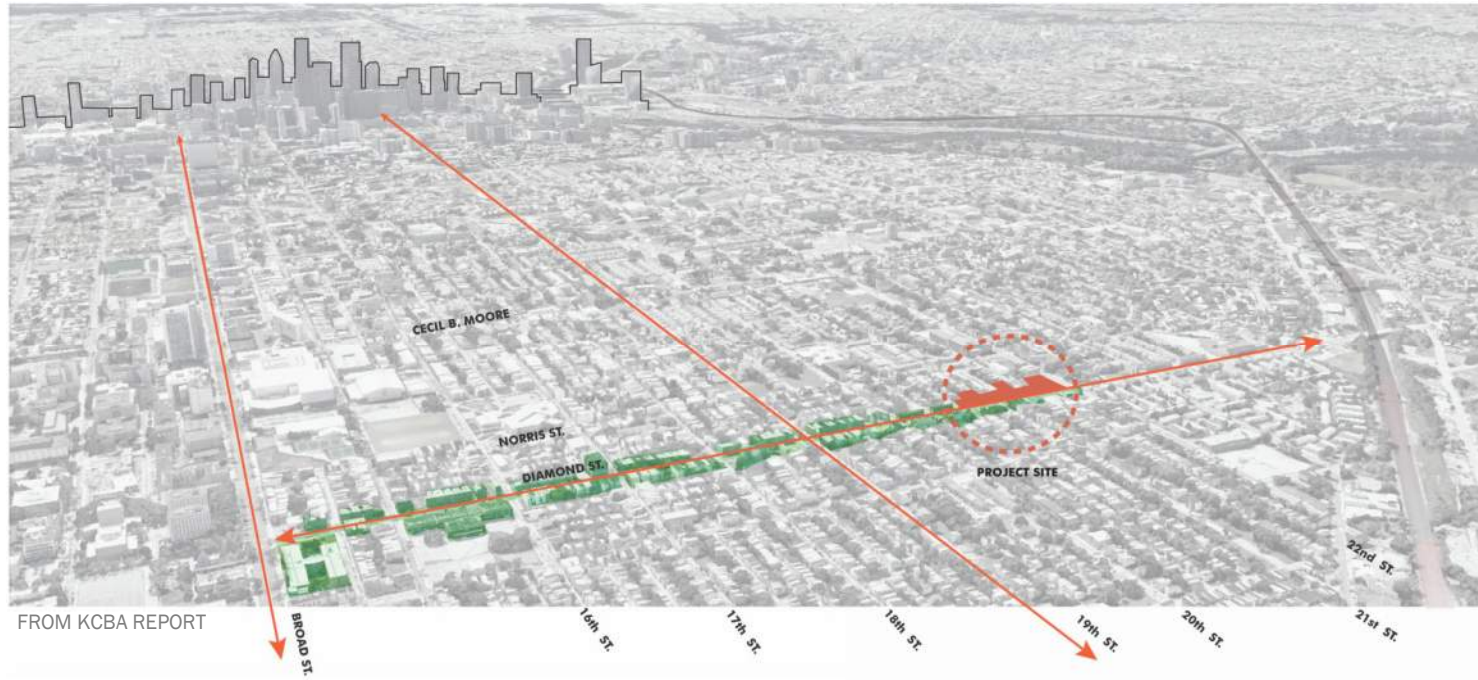 CECIL B. MOORE
NORRIS ST.
DIAMOND ST.
PROJECT SITE
22nd ST.
FROM KCBA REPORT
BROAD ST.
16th ST.
17th ST.
18th ST.
19th ST.
20th ST.
21st ST.